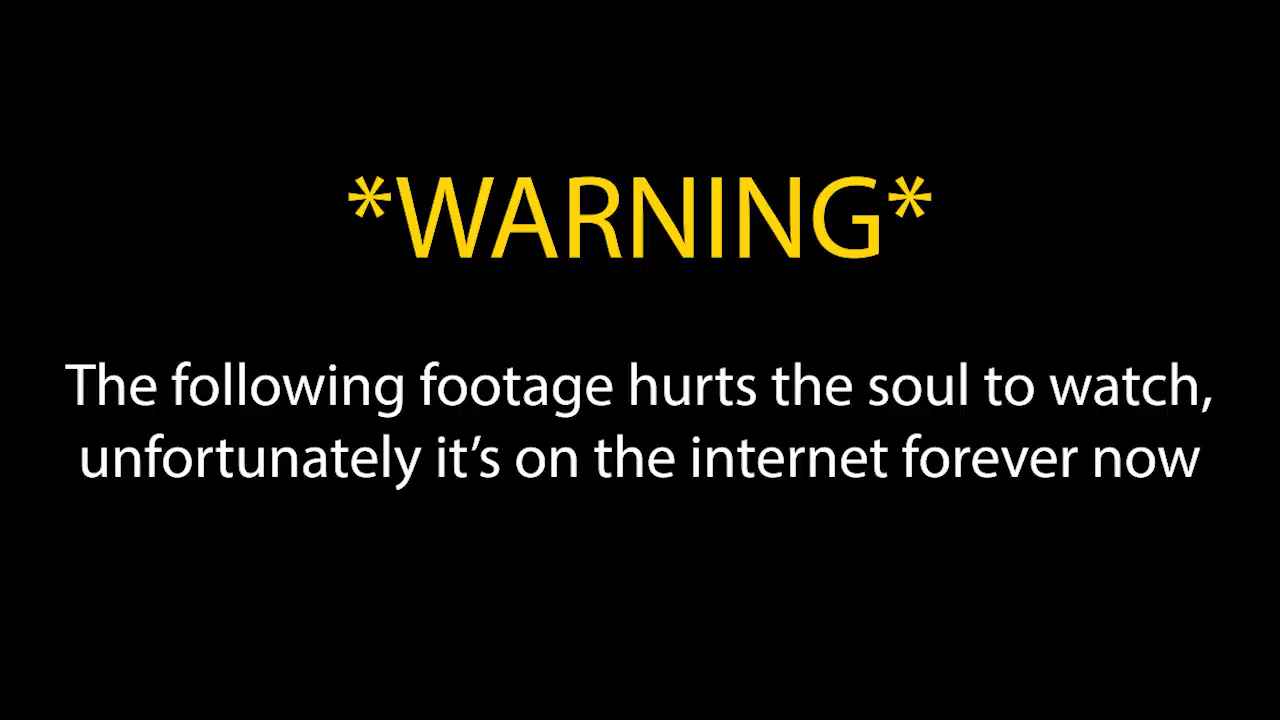 *WARNING*
The following footage hurts the soul to watch,
unfortunately it’s on the internet forever now